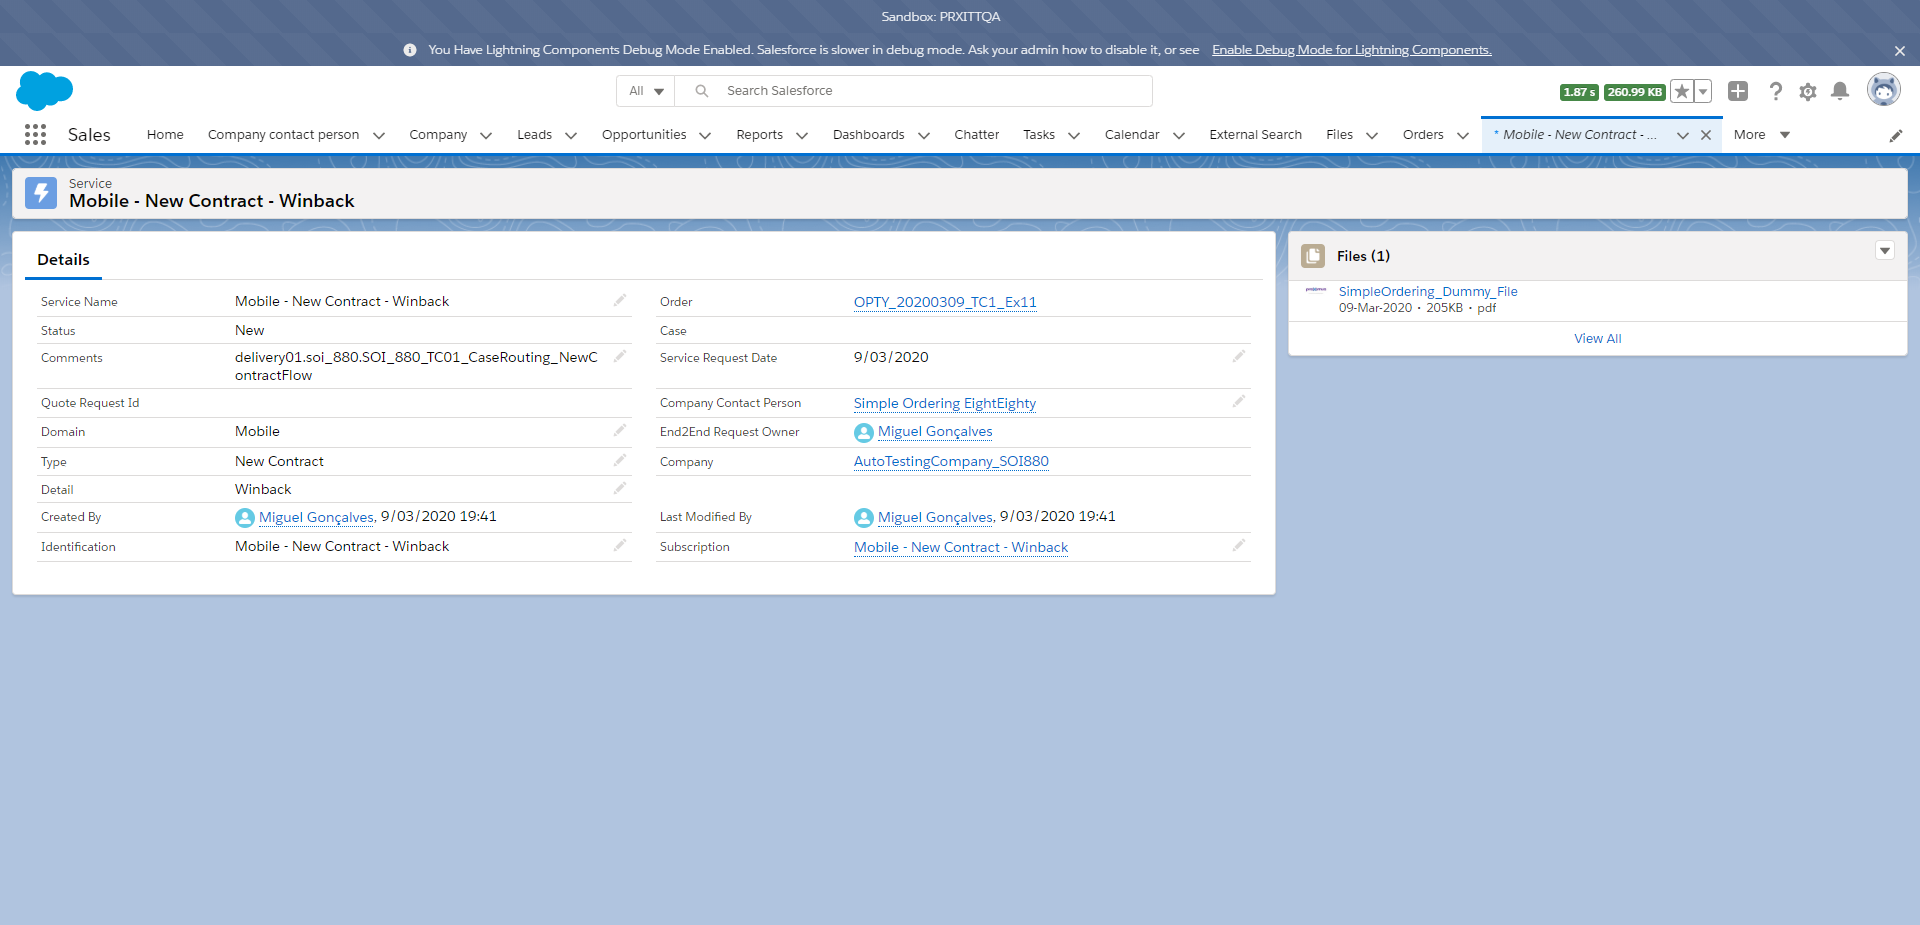 Sandbox: PRXITTQA
You Have Lightning Components Debug Mode Enabled. Salesforce is slower in debug mode. Ask your admin how to disable it, or see Enable Debug Mode for Lightning Components.
All Search Salesforce 1.87 s 260.99 KB
Sales Home Company contact person Company Leads Opportunities Reports Dashboards Chatter Tasks Calendar External Search Files Orders * Mobile - New Contract - ... More
Service
Mobile - New Contract - Winback
Details
Service Name Mobile - New Contract - Winback
Order OPTY_20200309_TC1_Ex11
Status New
Case
Comments delivery01.soi_880.SOI_880_TC01_CaseRouting_NewC
ontractFlow
Service Request Date 9/03/2020
Quote Request Id
Company Contact Person Simple Ordering EightEighty
Domain Mobile
End2End Request Owner Miguel Gonçalves
Type New Contract
Company AutoTestingCompany_SOI880
Detail Winback
Created By Miguel Gonçalves, 9/03/2020 19:41
Last Modified By Miguel Gonçalves, 9/03/2020 19:41
Identification Mobile - New Contract - Winback
Subscription Mobile - New Contract - Winback
Files (1)
SimpleOrdering_Dummy_File
09-Mar-2020 • 205KB • pdf
View All